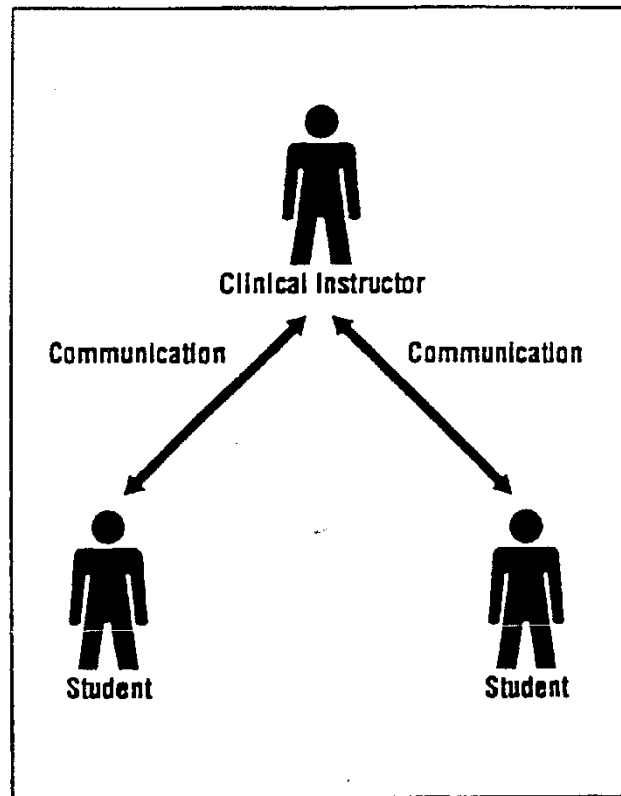 Clinical Instructor
Communication
Communication
Student
Student